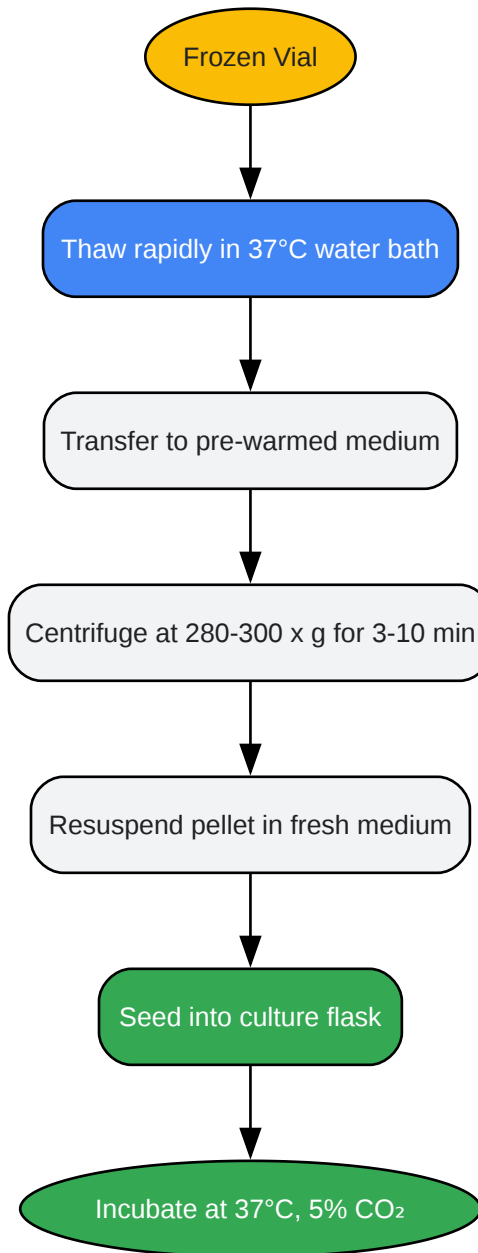 Frozen Vial
Thaw rapidly in 37°C water bath
Transfer to pre-warmed medium
Centrifuge at 280-300 x g for 3-10 min
Resuspend pellet in fresh medium
Seed into culture flask
Incubate at 37°C, 5% CO₂